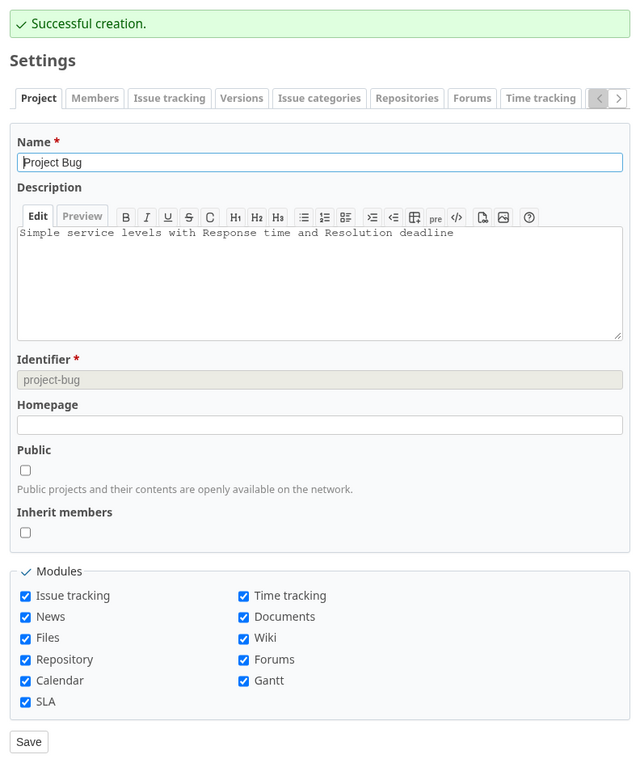 Successful creation.
Settings
Project Members Issue tracking Versions Issue categories Repositories Forums Time tracking
Name *
Project Bug
Description
Edit Preview B I U S C H1 H2 H3 pre
Simple service levels with Response time and Resolution deadline
Identifier *
project-bug
Homepage
Public
Public projects and their contents are openly available on the network.
Inherit members
Modules
Issue tracking Time tracking
News Documents
Files Wiki
Repository Forums
Calendar Gantt
SLA
Save